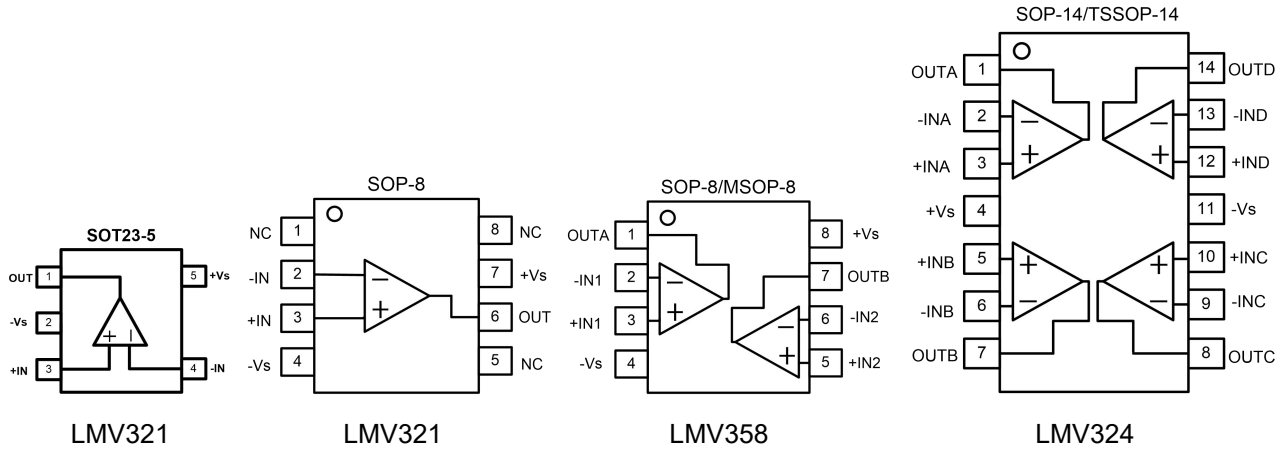 SOT23-5
OUT 1
5 +Vs
-Vs 2
+IN 3
4 -IN
+ −
LMV321
SOP-8
NC 1
8 NC
-IN 2
7 +Vs
+IN 3
6 OUT
-Vs 4
5 NC
−
+
LMV321
SOP-8/MSOP-8
OUTA 1
8 +Vs
-IN1 2
7 OUTB
+IN1 3
6 -IN2
-Vs 4
5 +IN2
−
+
−
+
LMV358
SOP-14/TSSOP-14
OUTA 1
14 OUTD
-INA 2
13 -IND
+INA 3
12 +IND
+Vs 4
11 -Vs
+INB 5
10 +INC
-INB 6
9 -INC
OUTB 7
8 OUTC
− −
+ +
+ +
− −
LMV324